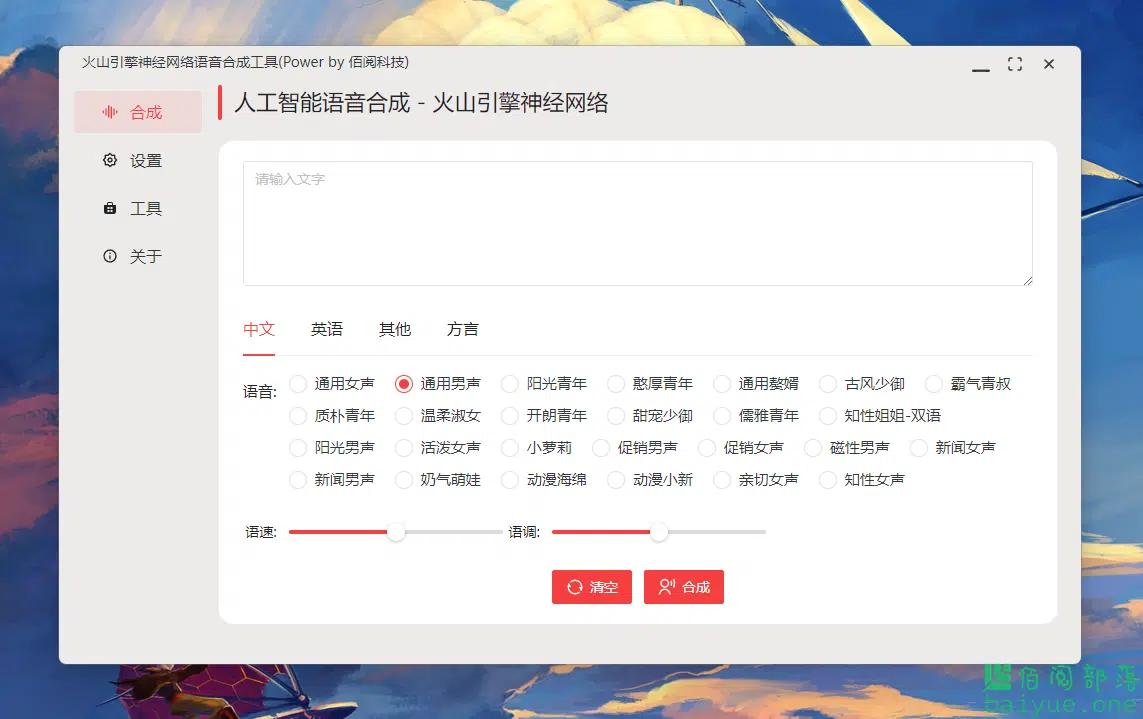 火山引擎神经网络语音合成工具(Power by 佰阅科技)
合成
人工智能语音合成 - 火山引擎神经网络
设置
工具
关于
请输入文字
中文 英语 其他 方言
语音: 通用女声 通用男声 阳光青年 憨厚青年 通用赘婿 古风少御 霸气青叔
质朴青年 温柔淑女 开朗青年 甜宠少御 儒雅青年 知性姐姐-双语
阳光男声 活泼女声 小萝莉 促销男声 促销女声 磁性男声 新闻女声
新闻男声 奶气萌娃 动漫海绵 动漫小新 亲切女声 知性女声
语速: 语调:
清空 合成
佰阅部落
baiyue.one